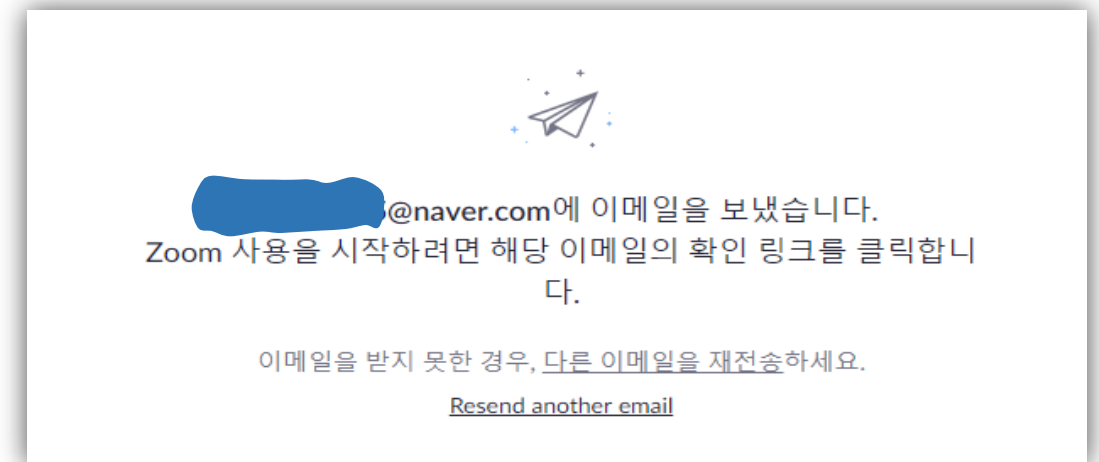 @naver.com에 이메일을 보냈습니다.
Zoom 사용을 시작하려면 해당 이메일의 확인 링크를 클릭합니
다.
이메일을 받지 못한 경우, 다른 이메일을 재전송하세요.
Resend another email